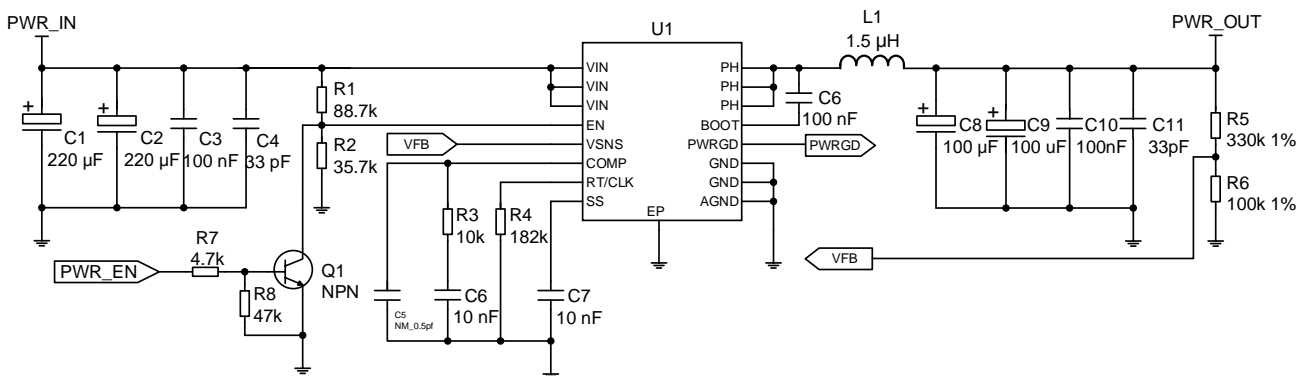 PWR_IN
C1
220 µF
+
C2
220 µF
+
C3
100 nF
C4
33 pF
R1
88.7k
R2
35.7k
VFB
PWR_EN
R7
4.7k
R8
47k
Q1
NPN
C5
NM_0.5pf
R3
10k
C6
10 nF
R4
182k
C7
10 nF
U1
VIN
VIN
VIN
EN
VSNS
COMP
RT/CLK
SS
EP
PH
PH
PH
BOOT
PWRGD
GND
GND
AGND
C6
100 nF
PWRGD
L1
1.5 µH
PWR_OUT
+
C8
100 µF
+
C9
100 uF
C10
100nF
C11
33pF
R5
330k 1%
R6
100k 1%
VFB